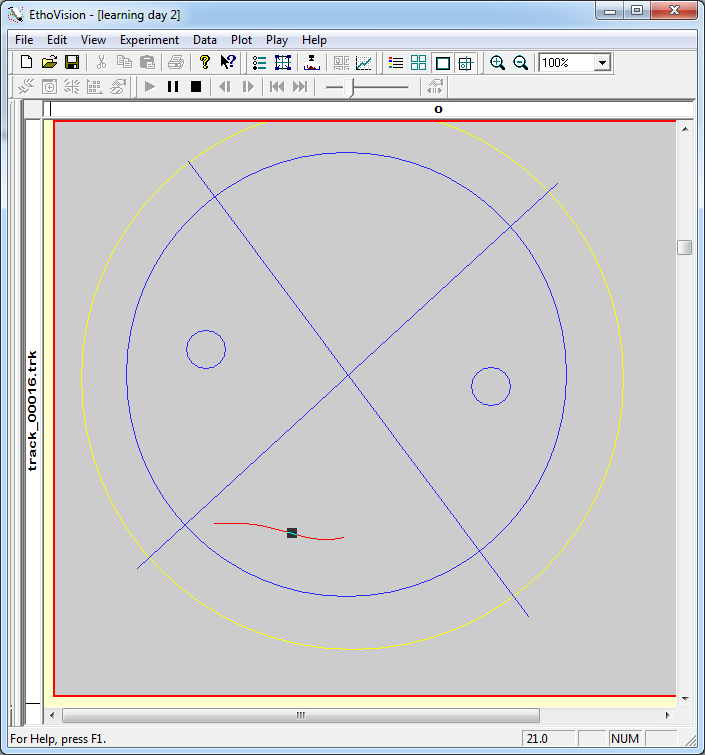 EthoVision - [learning day 2]
File Edit View Experiment Data Plot Play Help
100%
o
track_00016.trk
For Help, press F1.
21.0
NUM